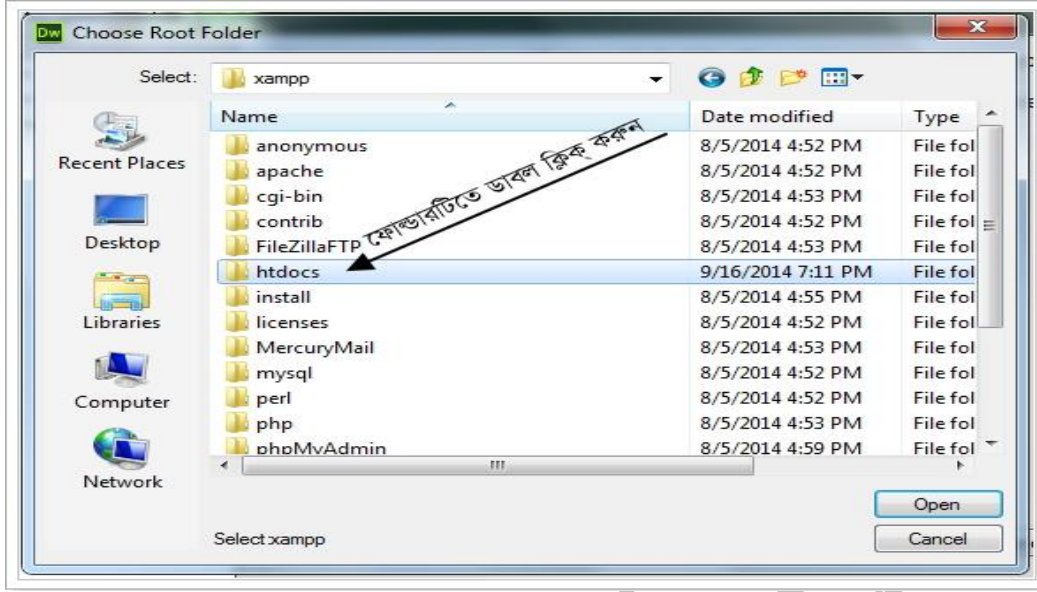 Dw Choose Root Folder
Select: xampp
Name Date modified Type
anonymous 8/5/2014 4:52 PM File fol
apache 8/5/2014 4:52 PM File fol
cgi-bin 8/5/2014 4:53 PM File fol
contrib 8/5/2014 4:52 PM File fol
FileZillaFTP 8/5/2014 4:53 PM File fol
htdocs 9/16/2014 7:11 PM File fol
install 8/5/2014 4:55 PM File fol
licenses 8/5/2014 4:52 PM File fol
MercuryMail 8/5/2014 4:53 PM File fol
mysql 8/5/2014 4:52 PM File fol
perl 8/5/2014 4:52 PM File fol
php 8/5/2014 4:53 PM File fol
phpMyAdmin 8/5/2014 4:59 PM File fol
ফোল্ডারটিতে ডাবল ক্লিক্ করুন
Recent Places
Desktop
Libraries
Computer
Network
Open
Select:xampp
Cancel